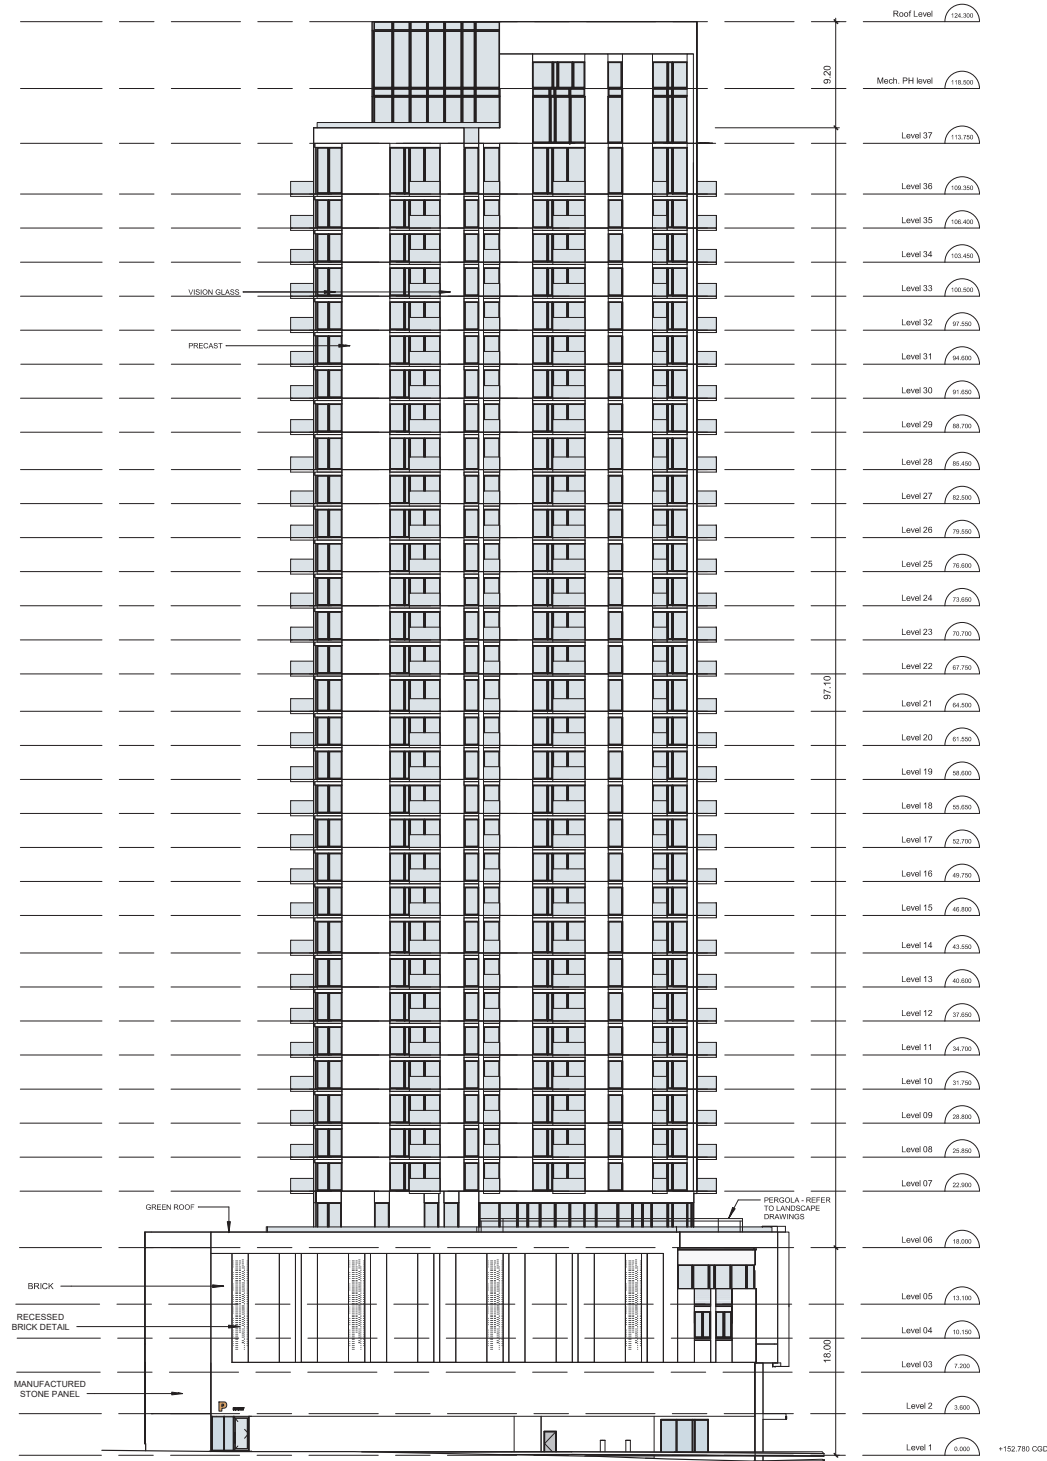 Roof Level 124.300
9.20
Mech. PH level 118.500
Level 37 113.750
Level 36 109.350
Level 35 106.400
Level 34 103.450
VISION GLASS
Level 33 100.500
Level 32 97.550
PRECAST
Level 31 94.600
Level 30 91.650
Level 29 88.700
Level 28 85.450
Level 27 82.500
Level 26 79.550
Level 25 76.600
Level 24 73.650
Level 23 70.700
Level 22 67.750
97.10
Level 21 64.500
Level 20 61.550
Level 19 58.600
Level 18 55.650
Level 17 52.700
Level 16 49.750
Level 15 46.800
Level 14 43.550
Level 13 40.600
Level 12 37.650
Level 11 34.700
Level 10 31.750
Level 09 28.800
Level 08 25.850
Level 07 22.900
GREEN ROOF
PERGOLA - REFER
TO LANDSCAPE
DRAWINGS
Level 06 18.000
BRICK
Level 05 13.100
RECESSED
BRICK DETAIL
Level 04 10.150
18.00
Level 03 7.200
MANUFACTURED
STONE PANEL
P
Level 2 3.600
Level 1 0.000 +152.780 CGD